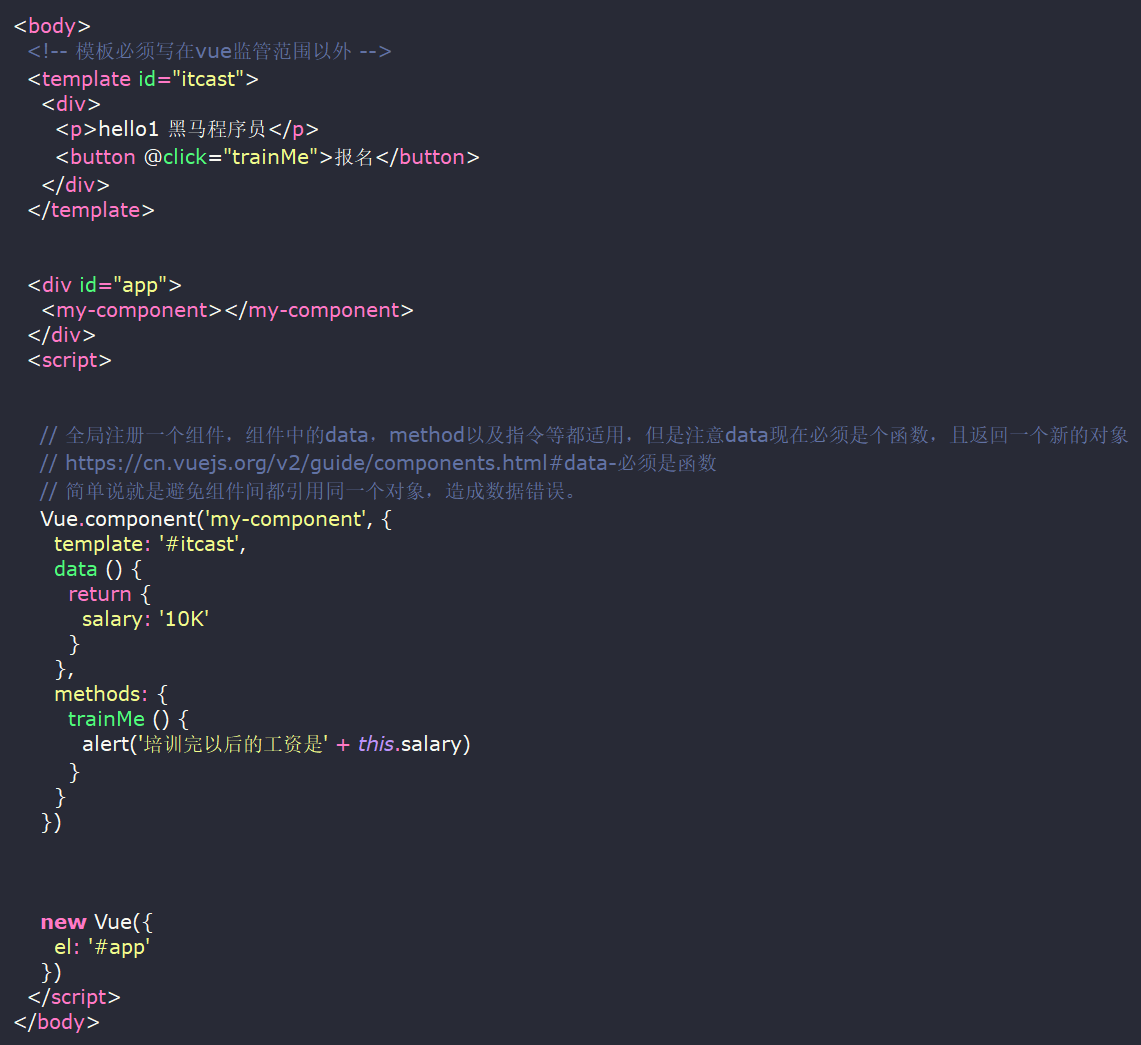 <body>
<!-- 模板必须写在vue监管范围以外 -->
<template id="itcast">
<div>
<p>hello1 黑马程序员</p>
<button @click="trainMe">报名</button>
</div>
</template>
<div id="app">
<my-component></my-component>
</div>
<script>
// 全局注册一个组件，组件中的data，method以及指令等都适用，但是注意data现在必须是个函数，且返回一个新的对象
// https://cn.vuejs.org/v2/guide/components.html#data-必须是函数
// 简单说就是避免组件间都引用同一个对象，造成数据错误。
Vue.component('my-component', {
template: '#itcast',
data () {
return {
salary: '10K'
}
},
methods: {
trainMe () {
alert('培训完以后的工资是' + this.salary)
}
}
})
new Vue({
el: '#app'
})
</script>
</body>